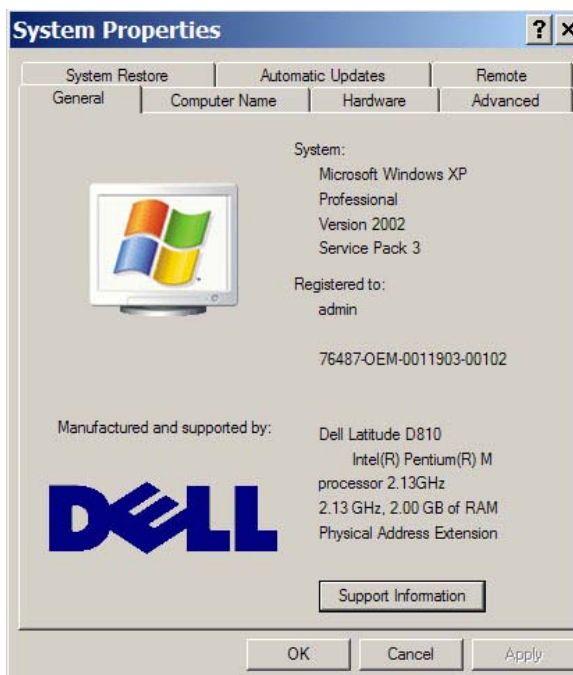 System Properties
? ×
System Restore Automatic Updates Remote
General Computer Name Hardware Advanced
System:
Microsoft Windows XP
Professional
Version 2002
Service Pack 3
Registered to:
admin
76487-OEM-0011903-00102
Manufactured and supported by:
DELL
Dell Latitude D810
Intel(R) Pentium(R) M
processor 2.13GHz
2.13 GHz, 2.00 GB of RAM
Physical Address Extension
Support Information
OK Cancel Apply